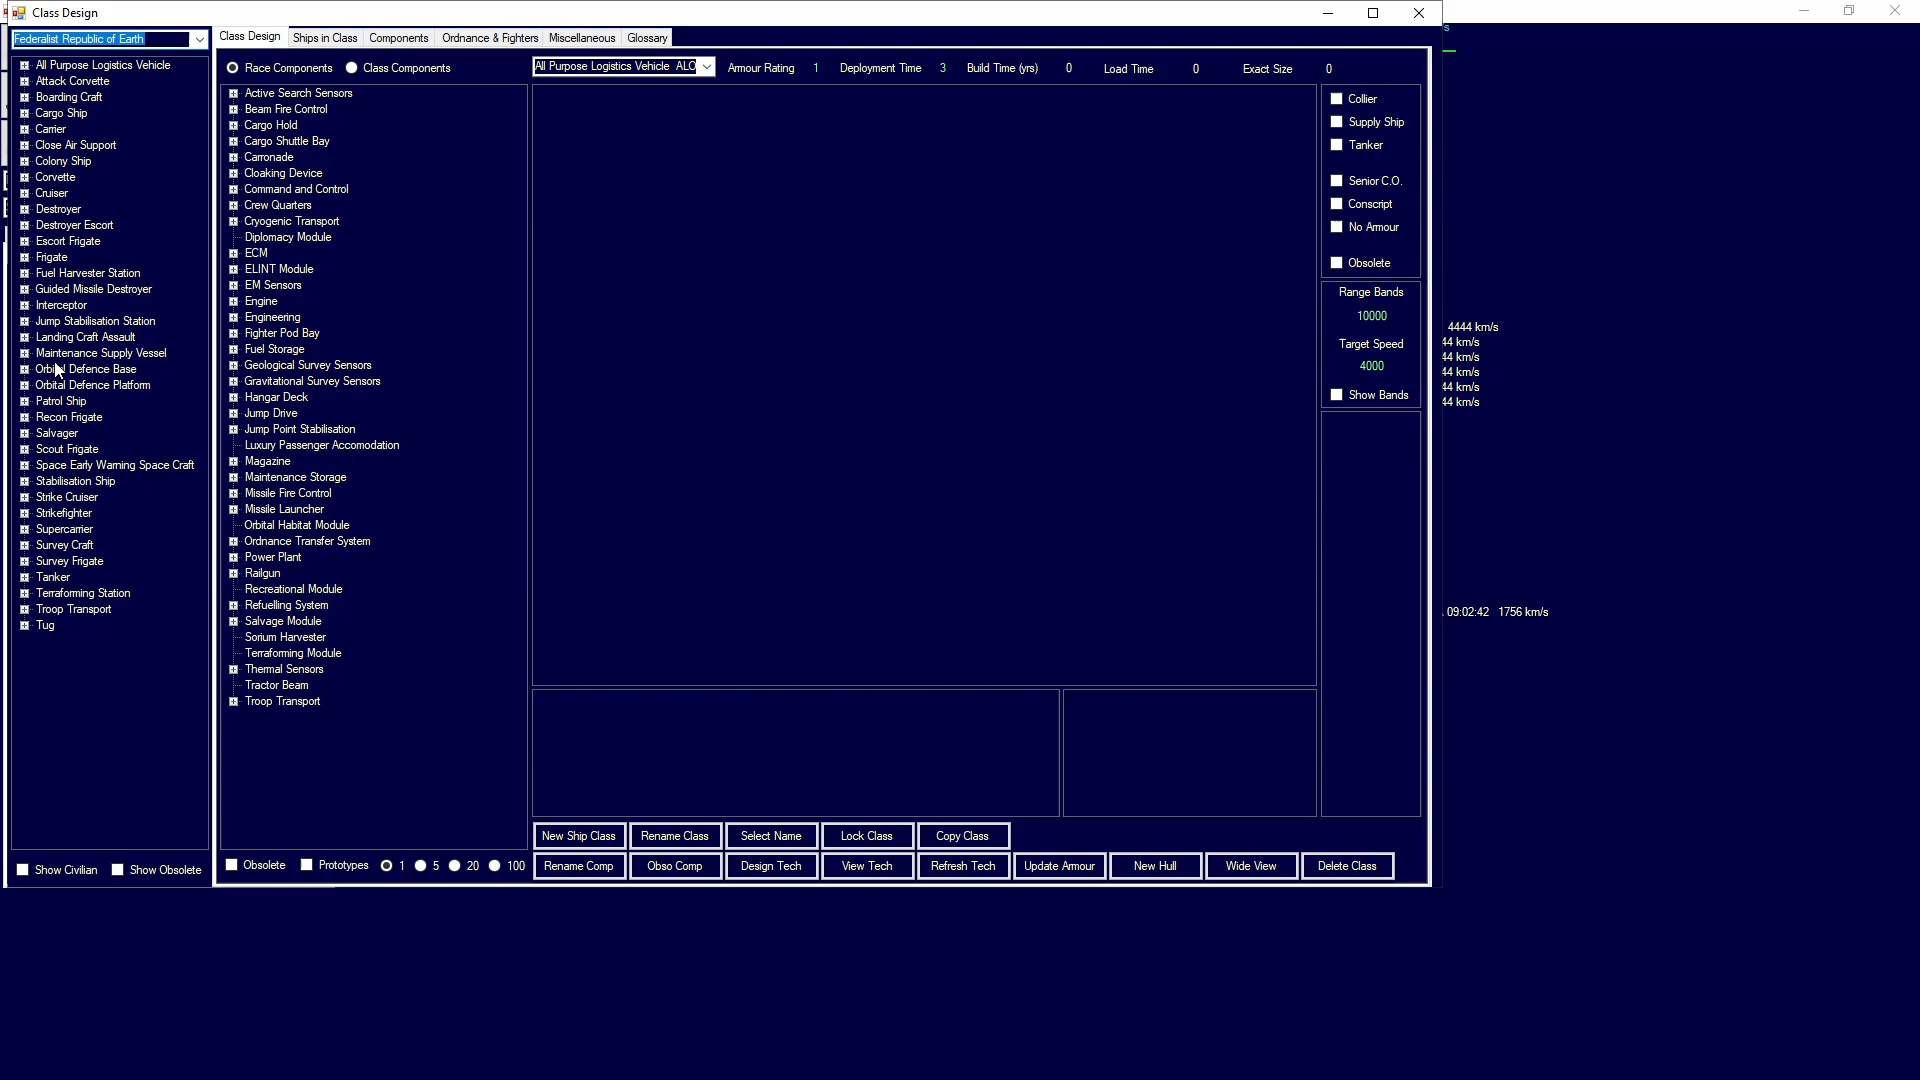 Class Design
Federalist Republic of Earth
All Purpose Logistics Vehicle
Attack Corvette
Boarding Craft
Cargo Ship
Carrier
Close Air Support
Colony Ship
Corvette
Cruiser
Destroyer
Destroyer Escort
Escort Frigate
Frigate
Fuel Harvester Station
Guided Missile Destroyer
Interceptor
Jump Stabilisation Station
Landing Craft Assault
Maintenance Supply Vessel
Orbital Defence Base
Orbital Defence Platform
Patrol Ship
Recon Frigate
Salvager
Scout Frigate
Space Early Warning Space Craft
Stabilisation Ship
Strike Cruiser
Strikefighter
Supercarrier
Survey Craft
Survey Frigate
Tanker
Terraforming Station
Troop Transport
Tug
Show Civilian Show Obsolete
Class Design Ships in Class Components Ordnance & Fighters Miscellaneous Glossary
Race Components Class Components
All Purpose Logistics Vehicle ALO Armour Rating 1 Deployment Time 3 Build Time (yrs) 0 Load Time 0 Exact Size 0
Active Search Sensors
Beam Fire Control
Cargo Hold
Cargo Shuttle Bay
Carronade
Cloaking Device
Command and Control
Crew Quarters
Cryogenic Transport
Diplomacy Module
ECM
ELINT Module
EM Sensors
Engine
Engineering
Fighter Pod Bay
Fuel Storage
Geological Survey Sensors
Gravitational Survey Sensors
Hangar Deck
Jump Drive
Jump Point Stabilisation
Luxury Passenger Accomodation
Magazine
Maintenance Storage
Missile Fire Control
Missile Launcher
Orbital Habitat Module
Ordnance Transfer System
Power Plant
Railgun
Recreational Module
Refuelling System
Salvage Module
Sorium Harvester
Terraforming Module
Thermal Sensors
Tractor Beam
Troop Transport
Obsolete Prototypes 1 5 20 100
Collier
Supply Ship
Tanker
Senior C.O.
Conscript
No Armour
Obsolete
Range Bands
10000
Target Speed
4000
Show Bands
New Ship Class Rename Class Select Name Lock Class Copy Class
Rename Comp Obso Comp Design Tech View Tech Refresh Tech Update Armour New Hull Wide View Delete Class
s
4444 km/s
44 km/s
44 km/s
44 km/s
44 km/s
44 km/s
09:02:42 1756 km/s